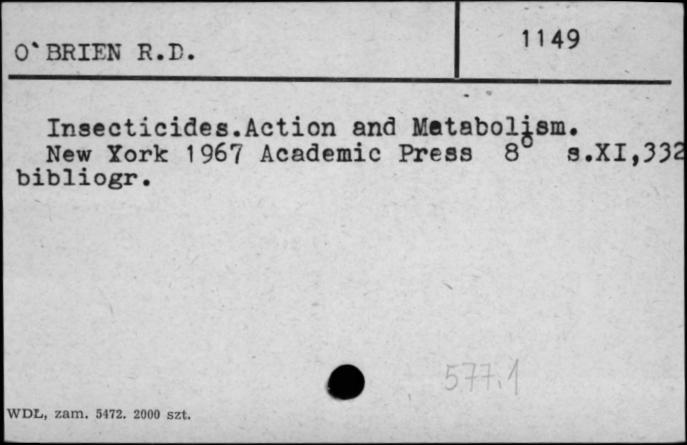 O`BRIEN R.D.
1149
Insecticides.Action and Metabolism.
New York 1967 Academic Press 8° s.XI,332
bibliogr.
577.1
WDL, zam. 5472. 2000 szt.